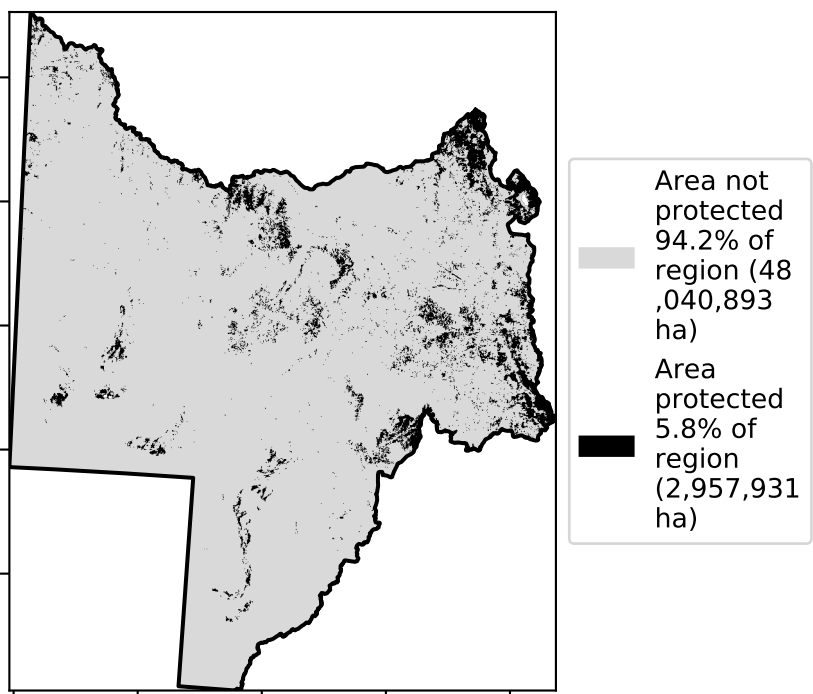 Area not
protected
94.2% of
region (48
,040,893
ha)
Area
protected
5.8% of
region
(2,957,931
ha)